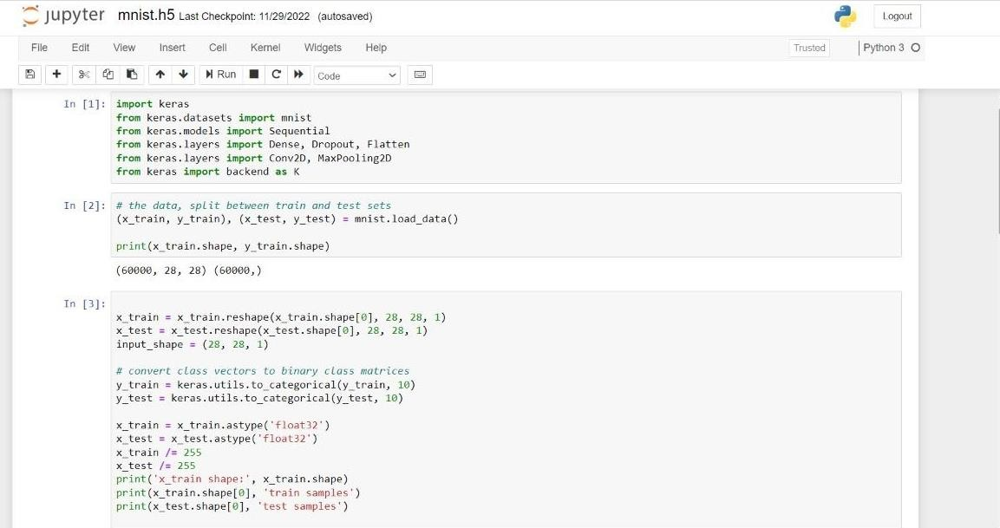 jupyter mnist.h5 Last Checkpoint: 11/29/2022 (autosaved) Logout
File Edit View Insert Cell Kernel Widgets Help Trusted Python 3
Run Code
In [1]: import keras
from keras.datasets import mnist
from keras.models import Sequential
from keras.layers import Dense, Dropout, Flatten
from keras.layers import Conv2D, MaxPooling2D
from keras import backend as K
In [2]: # the data, split between train and test sets
(x_train, y_train), (x_test, y_test) = mnist.load_data()
print(x_train.shape, y_train.shape)
(60000, 28, 28) (60000,)
In [3]:
x_train = x_train.reshape(x_train.shape[0], 28, 28, 1)
x_test = x_test.reshape(x_test.shape[0], 28, 28, 1)
input_shape = (28, 28, 1)
# convert class vectors to binary class matrices
y_train = keras.utils.to_categorical(y_train, 10)
y_test = keras.utils.to_categorical(y_test, 10)
x_train = x_train.astype('float32')
x_test = x_test.astype('float32')
x_train /= 255
x_test /= 255
print('x_train shape:', x_train.shape)
print(x_train.shape[0], 'train samples')
print(x_test.shape[0], 'test samples')